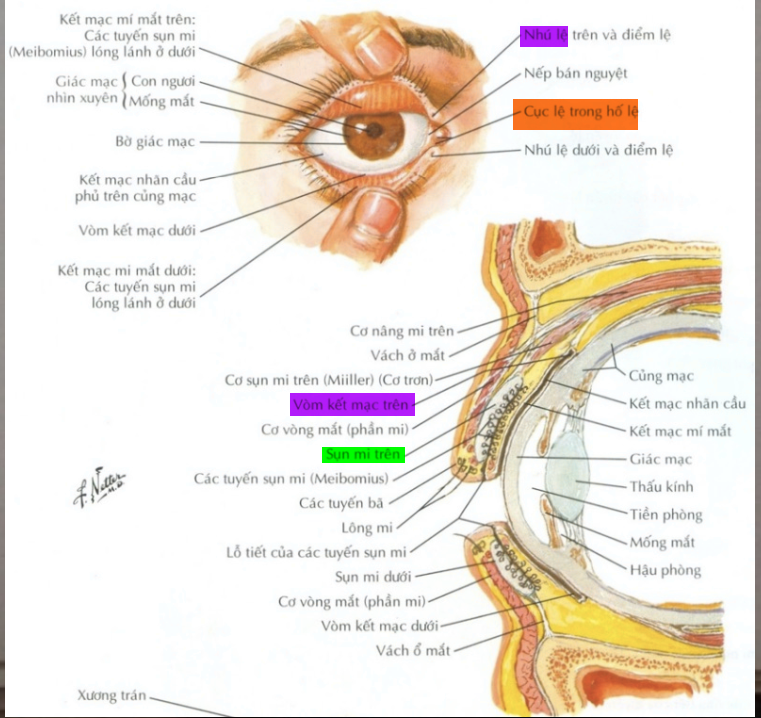 Kết mạc mí mắt trên:
Các tuyến sụn mi
(Meibomius) lóng lánh ở dưới
Giác mạc
nhìn xuyên
Con ngươi
Mống mắt
Bờ giác mạc
Kết mạc nhãn cầu
phủ trên củng mạc
Vòm kết mạc dưới
Kết mạc mi mắt dưới:
Các tuyến sụn mi
lóng lánh ở dưới
Nhú lệ trên và điểm lệ
Nếp bán nguyệt
Cục lệ trong hố lệ
Nhú lệ dưới và điểm lệ
Cơ nâng mi trên
Vách ở mắt
Cơ sụn mi trên (Miiller) (Cơ trơn)
Vòm kết mạc trên
Cơ vòng mắt (phần mi)
Sụn mi trên
Các tuyến sụn mi (Meibomius)
Các tuyến bã
Lông mi
Lỗ tiết của các tuyến sụn mi
Sụn mi dưới
Cơ vòng mắt (phần mi)
Vòm kết mạc dưới
Vách ổ mắt
Củng mạc
Kết mạc nhãn cầu
Kết mạc mí mắt
Giác mạc
Thấu kính
Tiền phòng
Mống mắt
Hậu phòng
F. Netter
M.D.
Xương trán